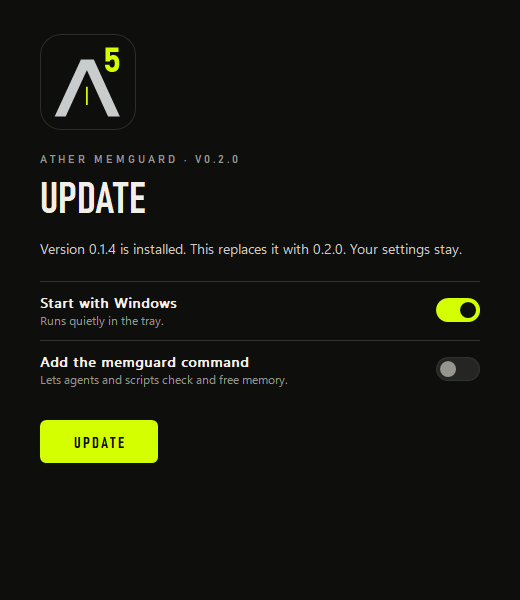 5
ATHER MEMGUARD · V0.2.0
UPDATE
Version 0.1.4 is installed. This replaces it with 0.2.0. Your settings stay.
Start with Windows
Runs quietly in the tray.
Add the memguard command
Lets agents and scripts check and free memory.
UPDATE